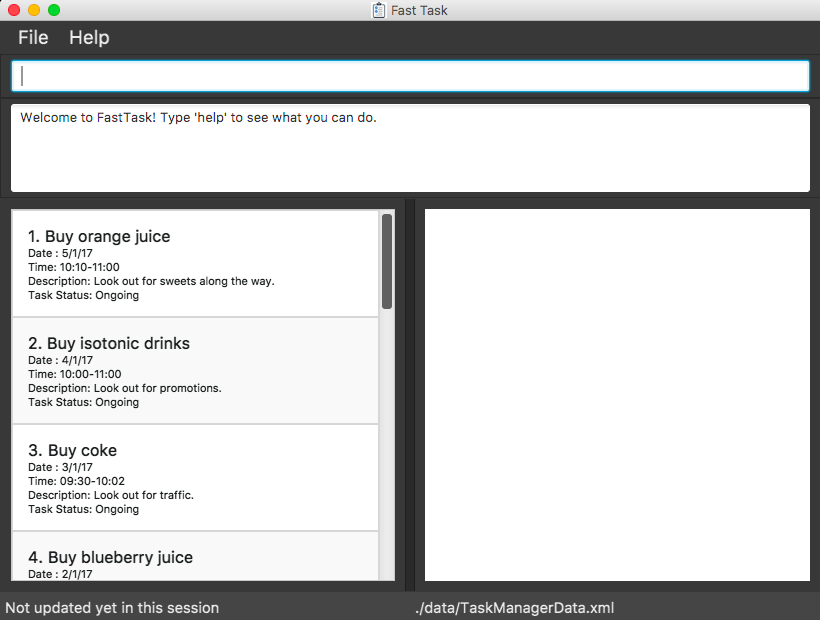 Fast Task
File Help
Welcome to FastTask! Type 'help' to see what you can do.
1. Buy orange juice
Date : 5/1/17
Time: 10:10-11:00
Description: Look out for sweets along the way.
Task Status: Ongoing
2. Buy isotonic drinks
Date : 4/1/17
Time: 10:00-11:00
Description: Look out for promotions.
Task Status: Ongoing
3. Buy coke
Date : 3/1/17
Time: 09:30-10:02
Description: Look out for traffic.
Task Status: Ongoing
4. Buy blueberry juice
Date : 2/1/17
Not updated yet in this session
./data/TaskManagerData.xml